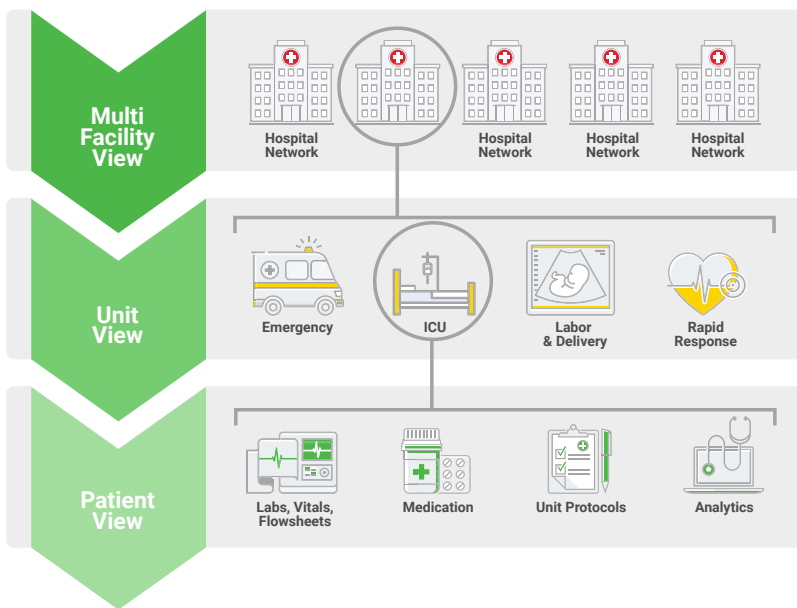 Multi
Facility
View
Hospital
Network
Hospital
Network
Hospital
Network
Hospital
Network
Unit
View
Emergency
ICU
Labor
& Delivery
Rapid
Response
Patient
View
Labs, Vitals,
Flowsheets
Medication
Unit Protocols
Analytics